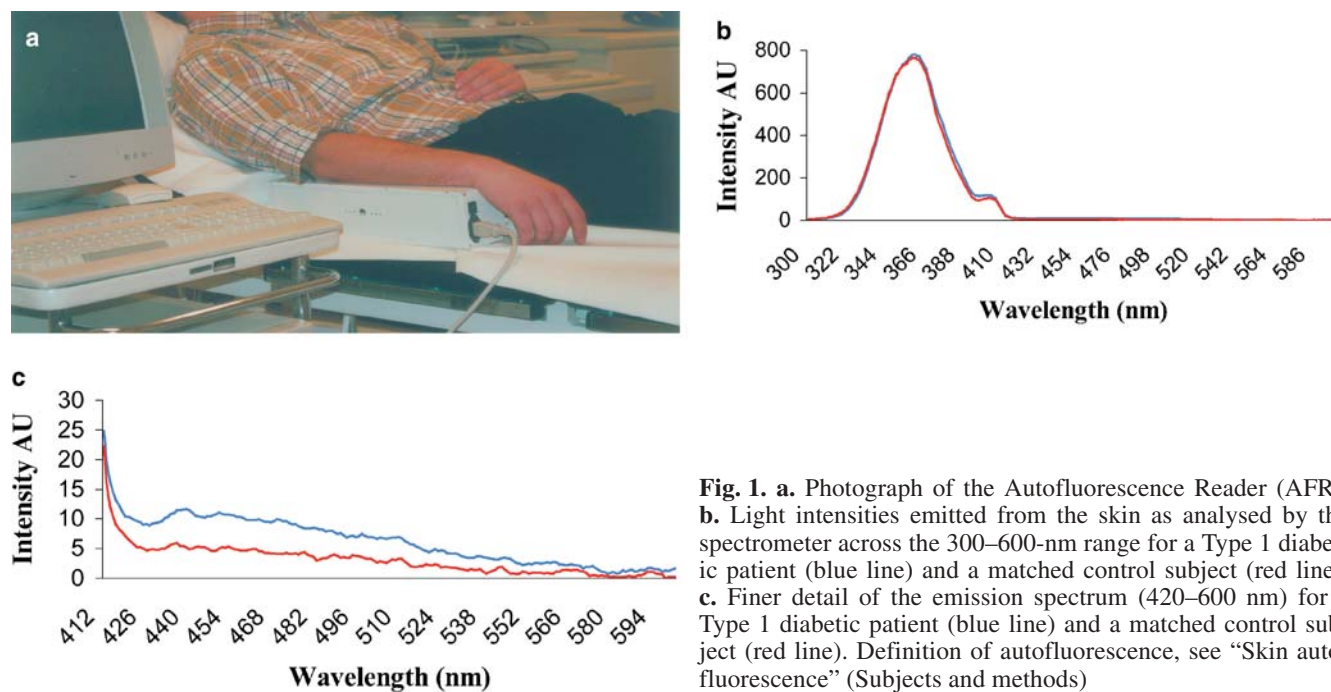 a
b
800
600
400
200
0
Intensity AU
300 322 344 366 388 410 432 454 476 498 520 542 564 586
Wavelength (nm)
c
30
25
20
15
10
5
0
Intensity AU
412 426 440 454 468 482 496 510 524 538 552 566 580 594
Wavelength (nm)
Fig. 1. a. Photograph of the Autofluorescence Reader (AFR
b. Light intensities emitted from the skin as analysed by th
spectrometer across the 300–600-nm range for a Type 1 diabe-
ic patient (blue line) and a matched control subject (red line
c. Finer detail of the emission spectrum (420–600 nm) for
Type 1 diabetic patient (blue line) and a matched control sub
ject (red line). Definition of autofluorescence, see “Skin auto
fluorescence” (Subjects and methods)